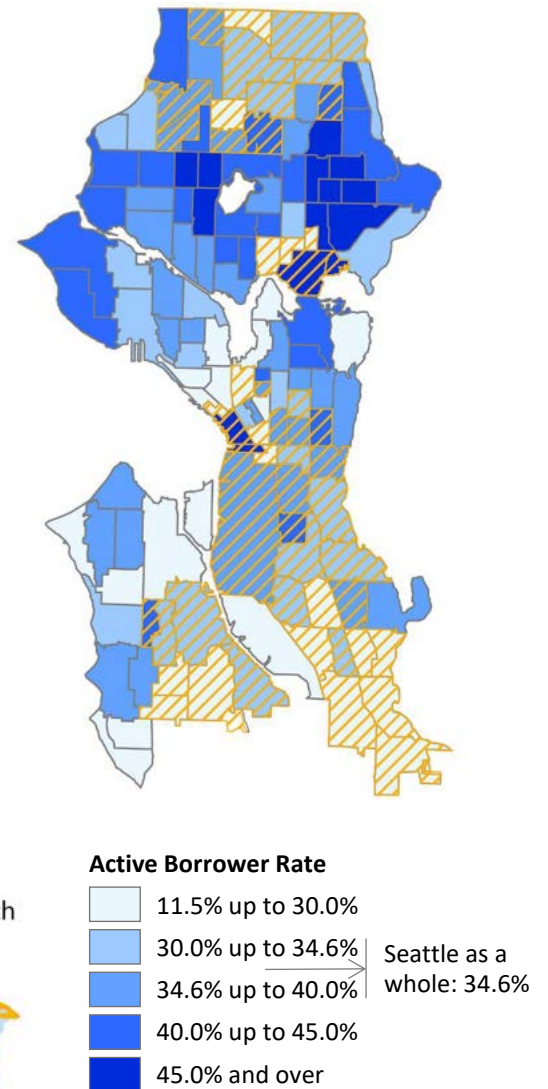 Active Borrower Rate
11.5% up to 30.0%
30.0% up to 34.6%
34.6% up to 40.0%
40.0% up to 45.0%
45.0% and over
Seattle as a
whole: 34.6%